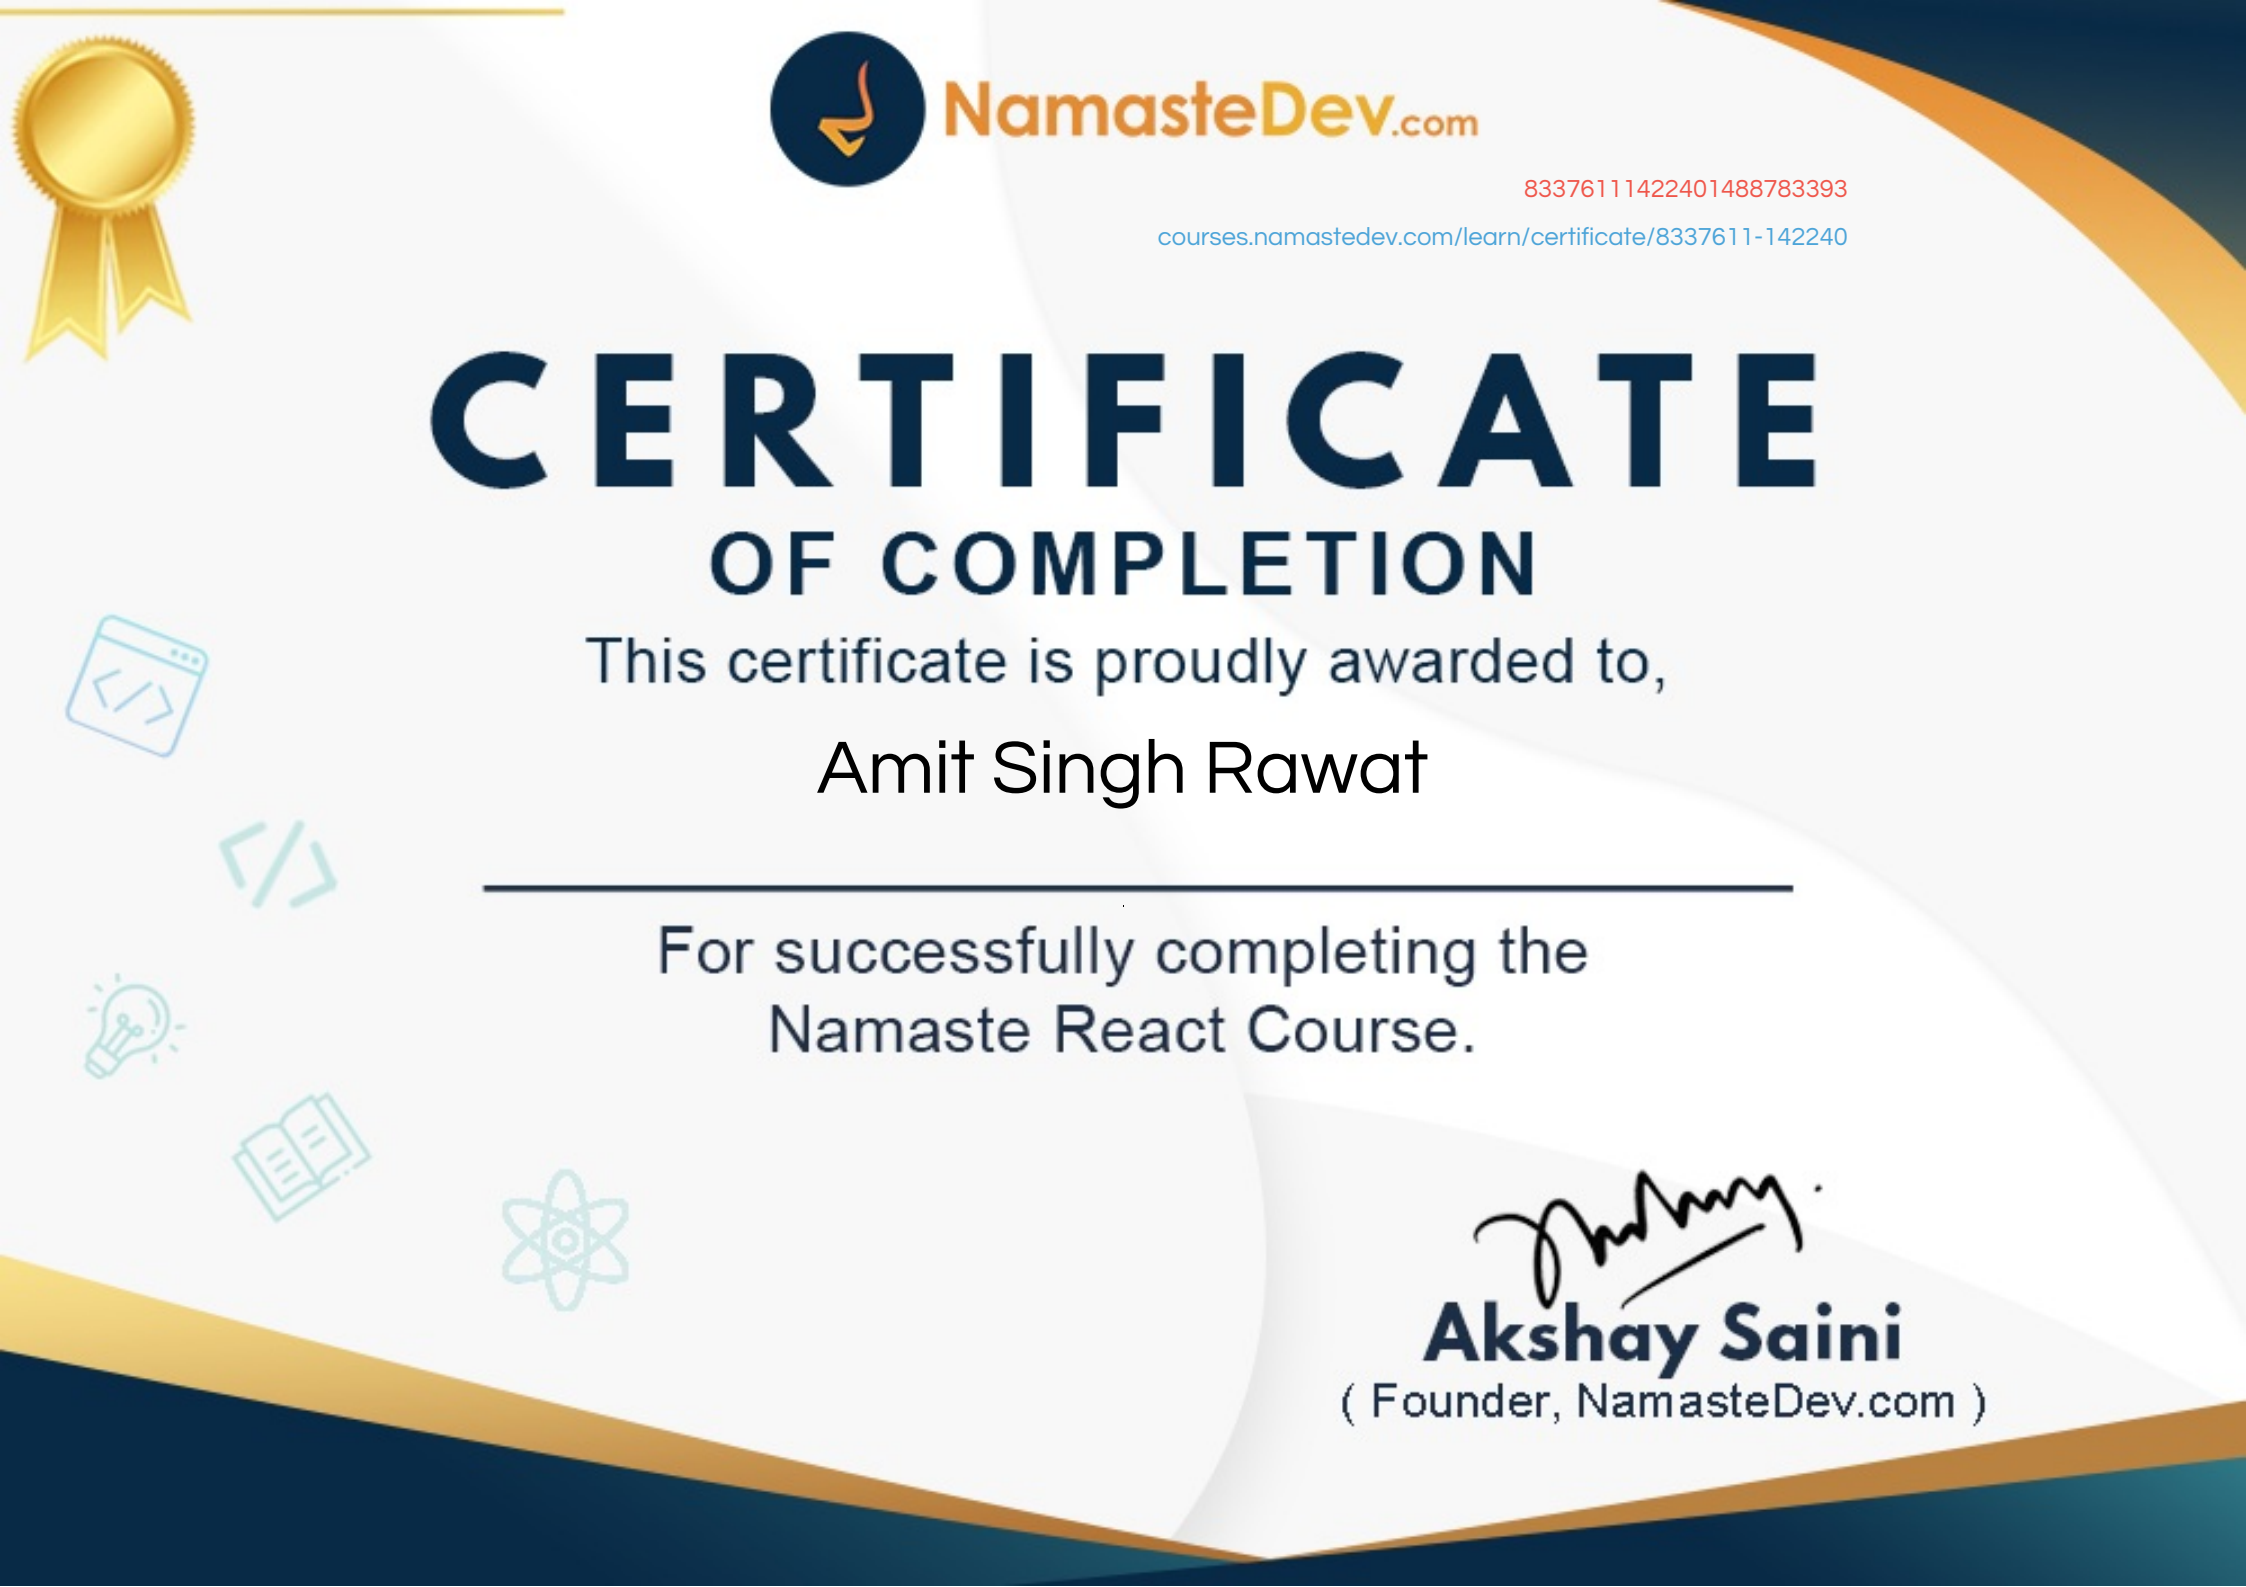 NamasteDev.com
83376111422401488783393
courses.namastedev.com/learn/certificate/8337611-142240
CERTIFICATE
OF COMPLETION
This certificate is proudly awarded to,
Amit Singh Rawat
For successfully completing the
Namaste React Course.
Akshay Saini
( Founder, NamasteDev.com )